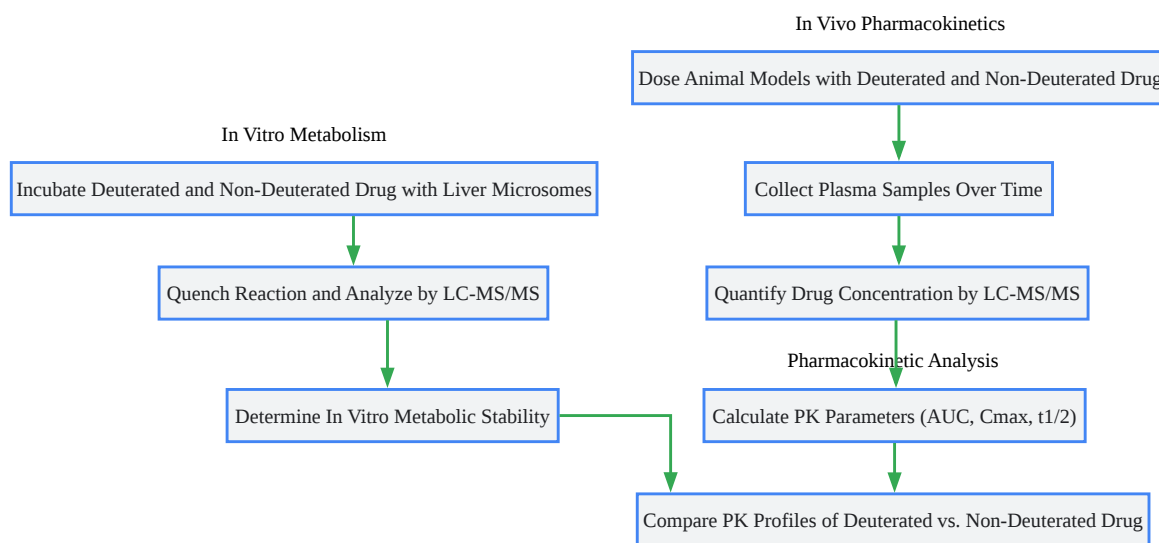 In Vivo Pharmacokinetics
Dose Animal Models with Deuterated and Non-Deuterated Drug
In Vitro Metabolism
Incubate Deuterated and Non-Deuterated Drug with Liver Microsomes
Collect Plasma Samples Over Time
Quench Reaction and Analyze by LC-MS/MS
Quantify Drug Concentration by LC-MS/MS
Pharmacokinetic Analysis
Determine In Vitro Metabolic Stability
Calculate PK Parameters (AUC, Cmax, t1/2)
Compare PK Profiles of Deuterated vs. Non-Deuterated Drug